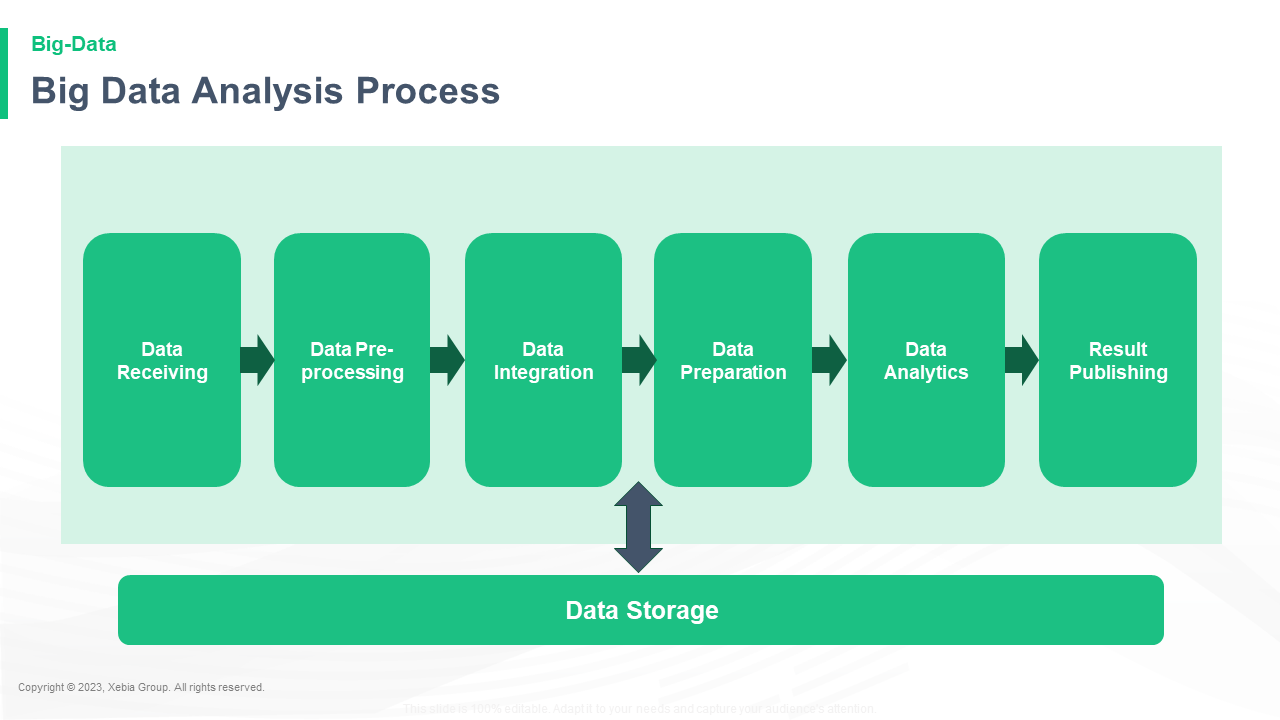 Big-Data
Big Data Analysis Process
Data
Receiving
Data Pre-
processing
Data
Integration
Data
Preparation
Data
Analytics
Result
Publishing
Data Storage
Copyright © 2023, Xebia Group. All rights reserved.
This slide is 100% editable. Adapt it to your needs and capture your audience's attention.